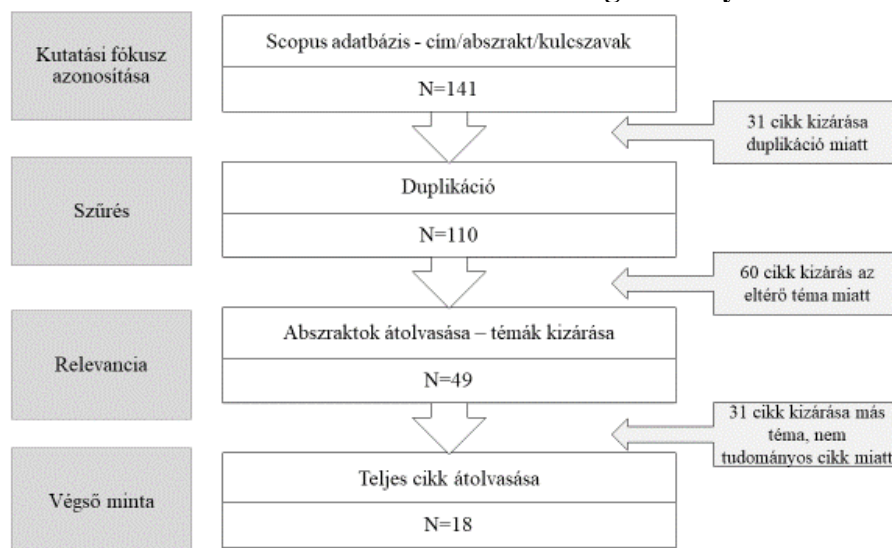 Kutatási fókusz
azonosítása
Scopus adatbázis - cím/abszrakt/kulcszavak
N=141
31 cikk kizárása
duplikáció miatt
Szűrés
Duplikáció
N=110
60 cikk kizárás az
eltérő téma miatt
Relevancia
Abszraktok átolvasása – témák kizárása
N=49
31 cikk kizárása más
téma, nem
tudományos cikk miatt
Végső minta
Teljes cikk átolvasása
N=18